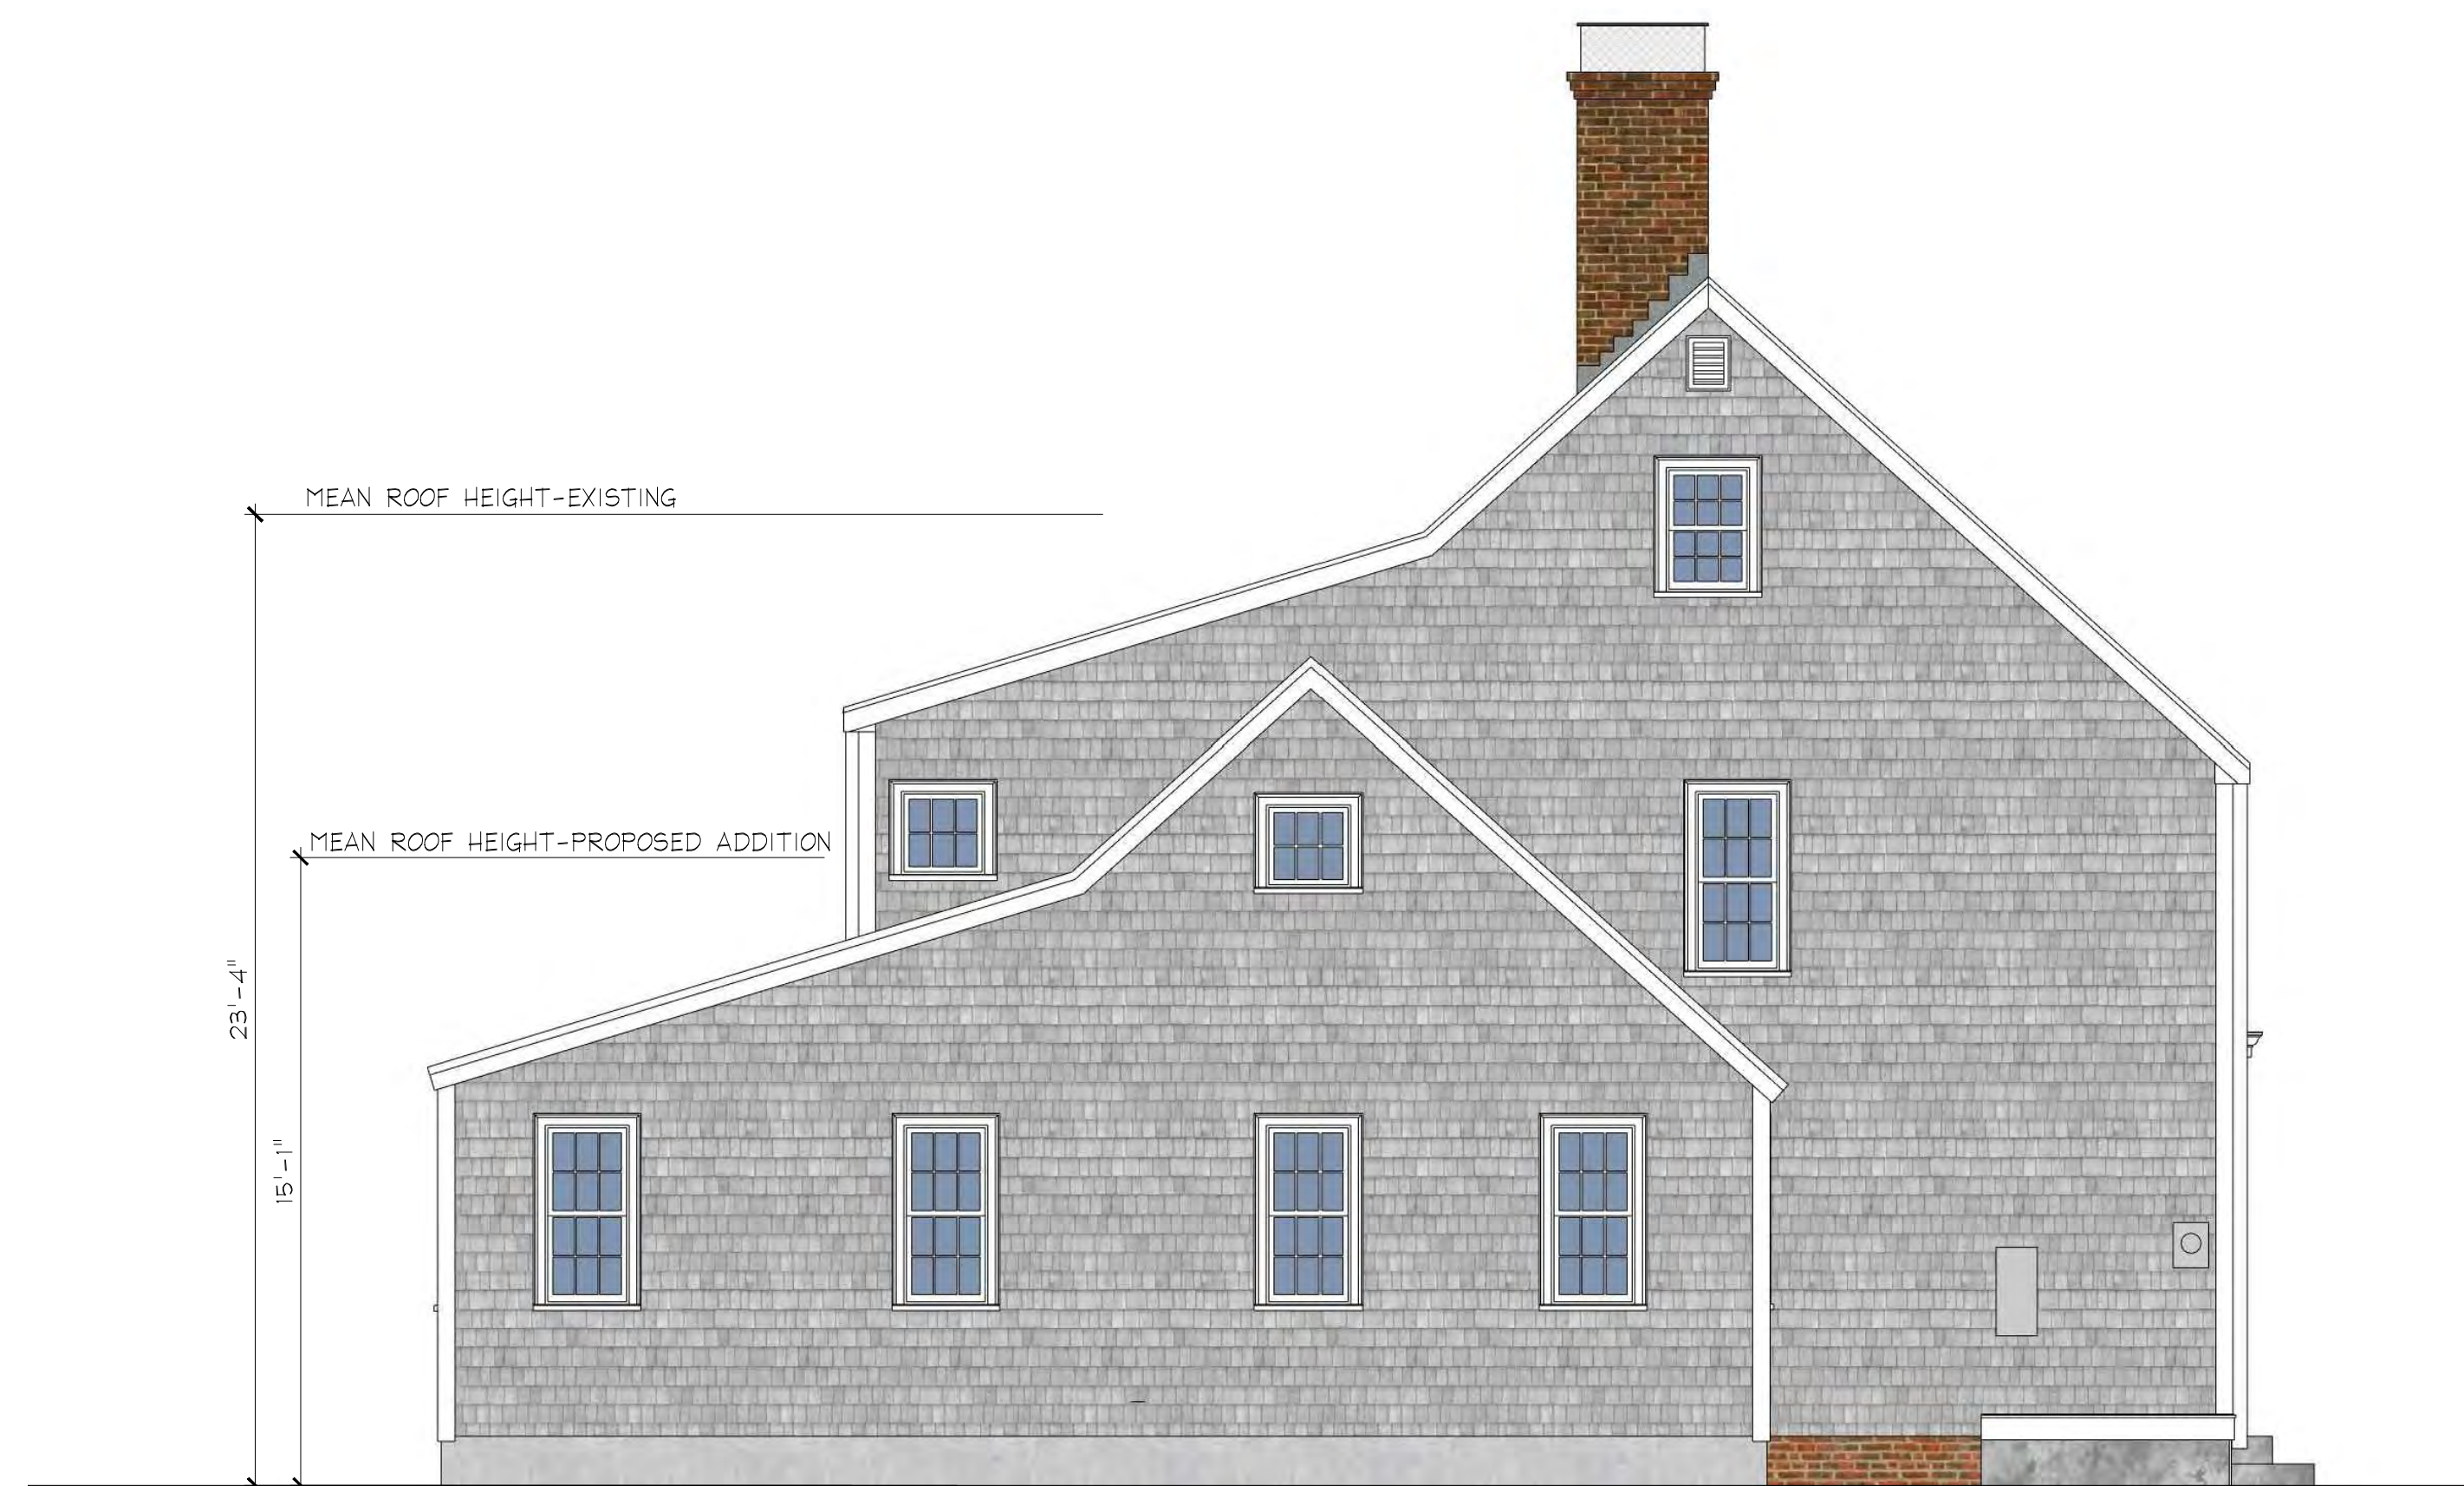 MEAN ROOF HEIGHT-EXISTING
MEAN ROOF HEIGHT-PROPOSED ADDITION
23'-4"
15'-1"